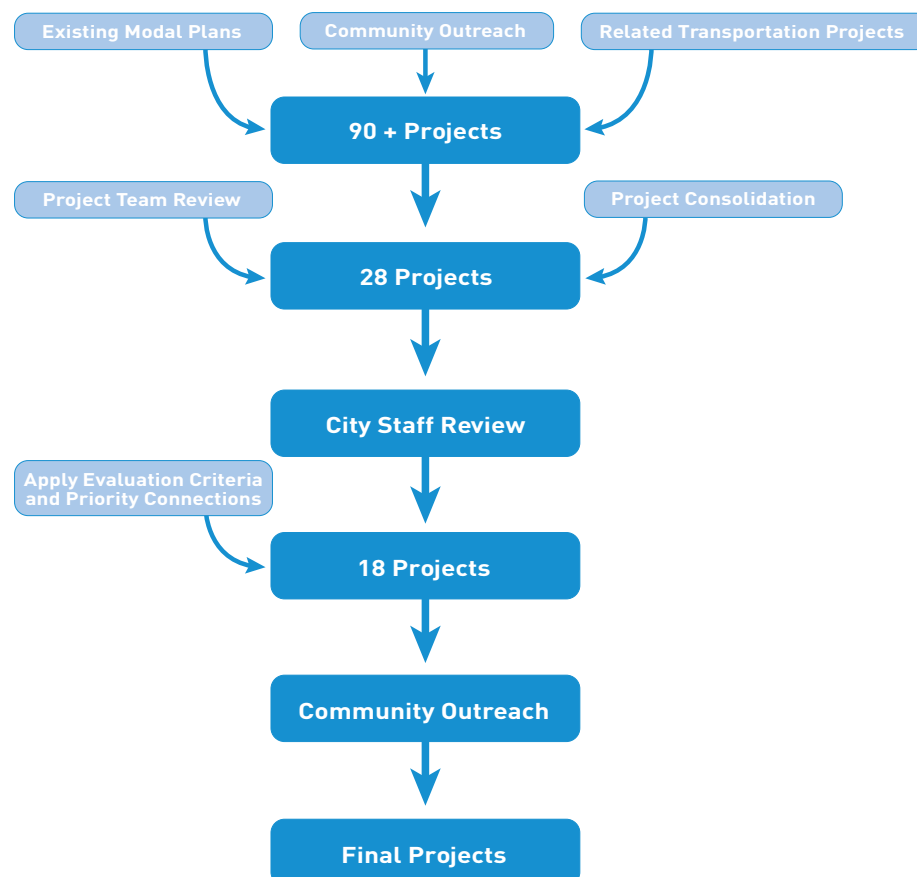 Existing Modal Plans
Community Outreach
Related Transportation Projects
90 + Projects
Project Team Review
Project Consolidation
28 Projects
City Staff Review
Apply Evaluation Criteria
and Priority Connections
18 Projects
Community Outreach
Final Projects